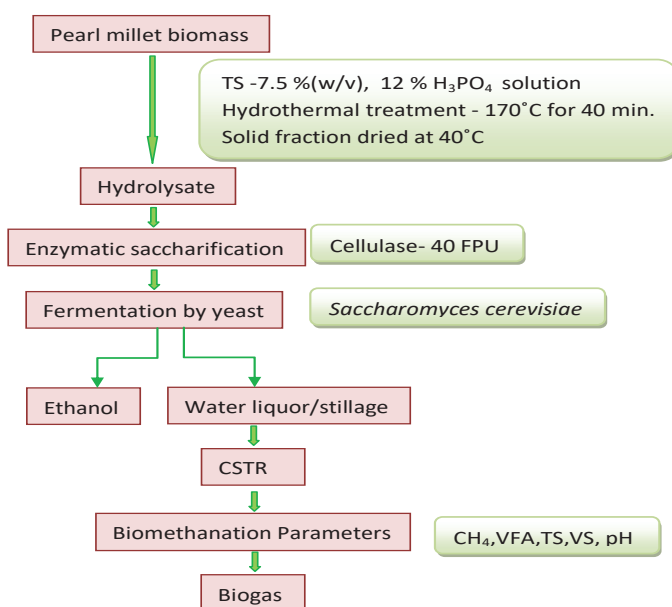 Pearl millet biomass
TS -7.5 %(w/v), 12 % H₃PO₄ solution
Hydrothermal treatment - 170˚C for 40 min.
Solid fraction dried at 40˚C
Hydrolysate
Enzymatic saccharification
Cellulase- 40 FPU
Fermentation by yeast
Saccharomyces cerevisiae
Ethanol
Water liquor/stillage
CSTR
Biomethanation Parameters
CH₄,VFA,TS,VS, pH
Biogas